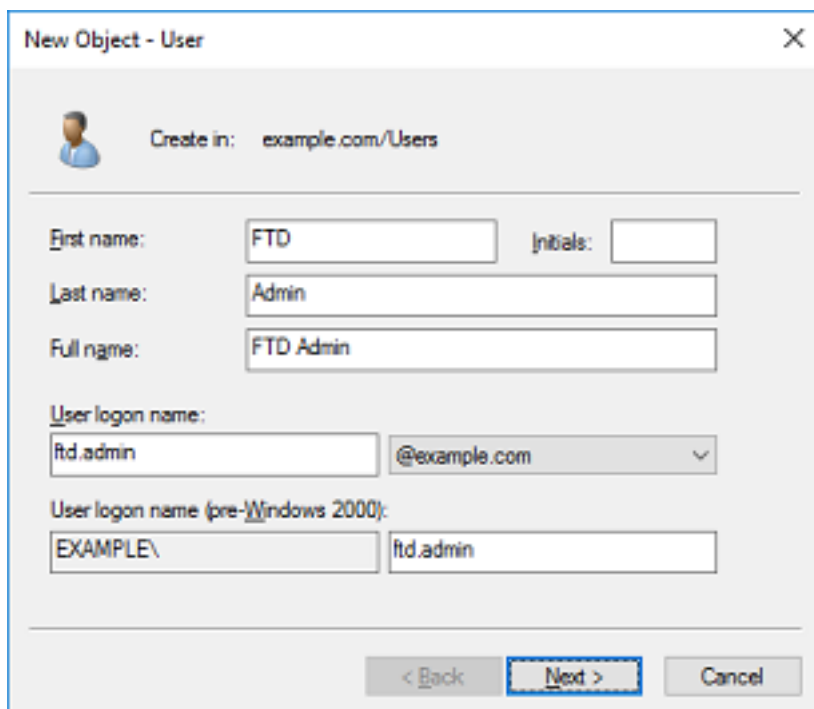 New Object - User
Create in: example.com/Users
First name: FTD Initials:
Last name: Admin
Full name: FTD Admin
User logon name:
ftd.admin @example.com
User logon name (pre-Windows 2000):
EXAMPLE\ ftd.admin
< Back Next > Cancel